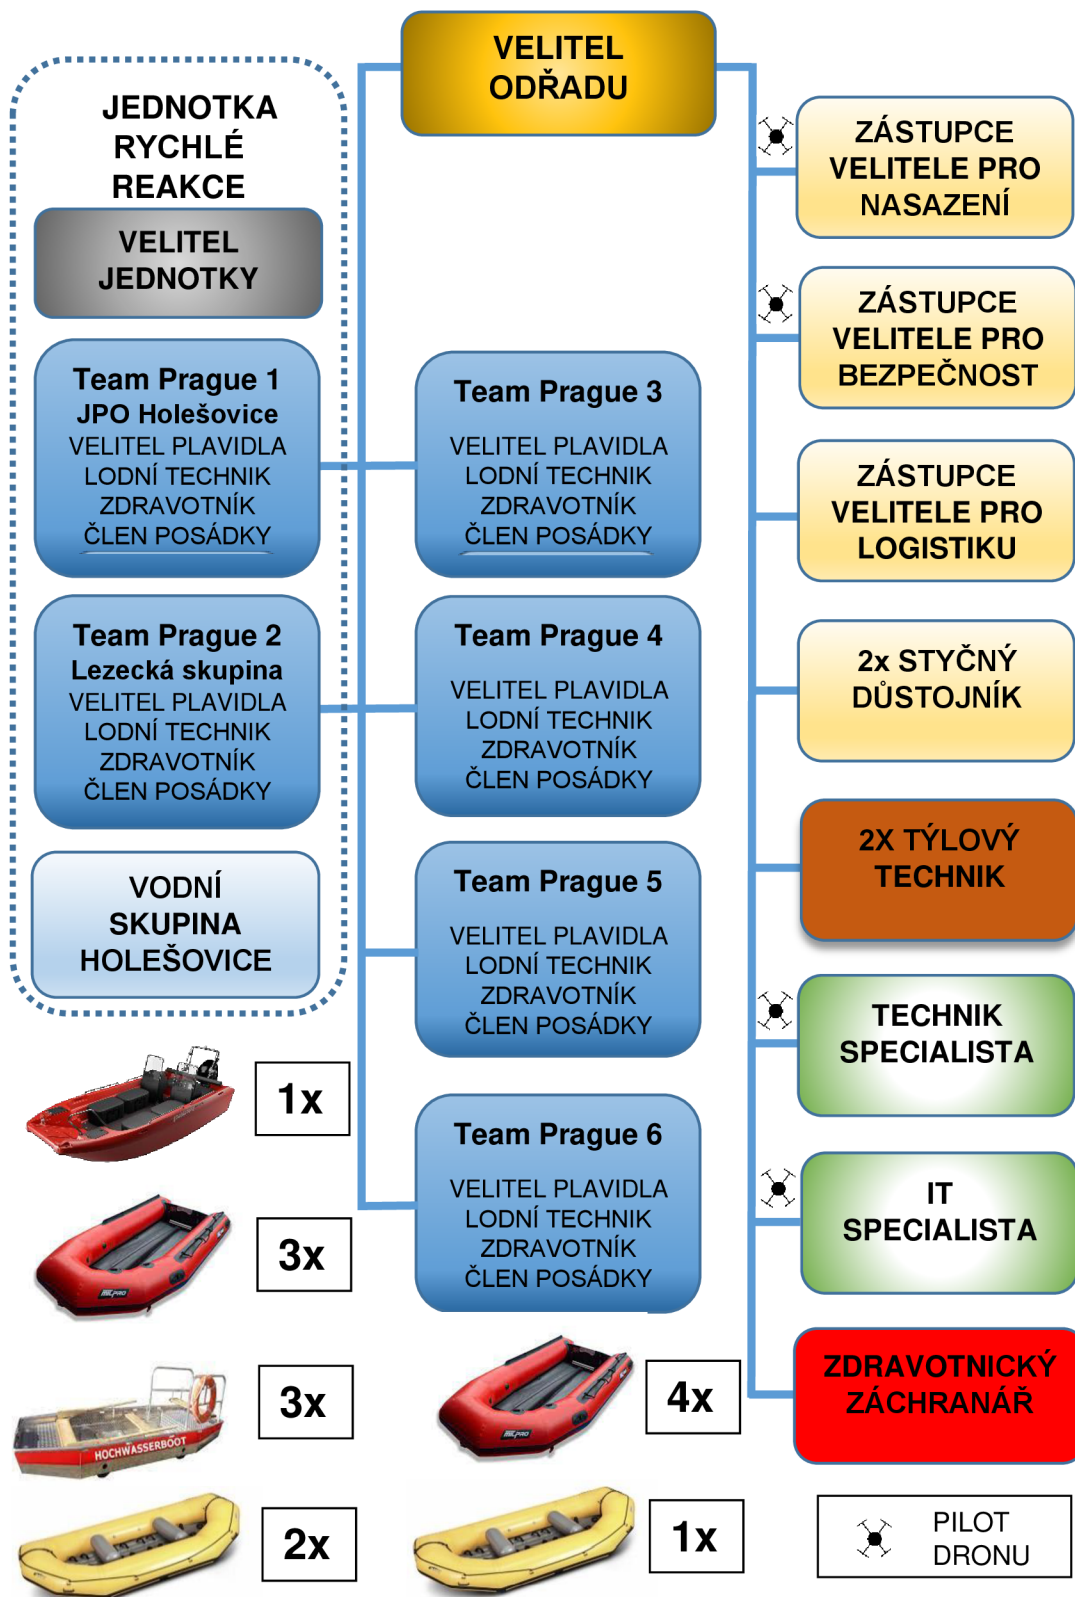 VELITEL
ODŘADU
JEDNOTKA
RYCHLÉ
REAKCE
VELITEL
JEDNOTKY
Team Prague 1
JPO Holešovice
VELITEL PLAVIDLA
LODNÍ TECHNIK
ZDRAVOTNÍK
ČLEN POSÁDKY
Team Prague 2
Lezecká skupina
VELITEL PLAVIDLA
LODNÍ TECHNIK
ZDRAVOTNÍK
ČLEN POSÁDKY
VODNÍ
SKUPINA
HOLEŠOVICE
Team Prague 3
VELITEL PLAVIDLA
LODNÍ TECHNIK
ZDRAVOTNÍK
ČLEN POSÁDKY
Team Prague 4
VELITEL PLAVIDLA
LODNÍ TECHNIK
ZDRAVOTNÍK
ČLEN POSÁDKY
Team Prague 5
VELITEL PLAVIDLA
LODNÍ TECHNIK
ZDRAVOTNÍK
ČLEN POSÁDKY
Team Prague 6
VELITEL PLAVIDLA
LODNÍ TECHNIK
ZDRAVOTNÍK
ČLEN POSÁDKY
ZÁSTUPCE
VELITELE PRO
NASAZENÍ
ZÁSTUPCE
VELITELE PRO
BEZPEČNOST
ZÁSTUPCE
VELITELE PRO
LOGISTIKU
2x STYČNÝ
DŮSTOJNÍK
2X TÝLOVÝ
TECHNIK
TECHNIK
SPECIALISTA
IT
SPECIALISTA
ZDRAVOTNICKÝ
ZÁCHRANÁŘ
1x
3x
HOCHWASSERBOOT
3x
2x
4x
1x
PILOT
DRONU